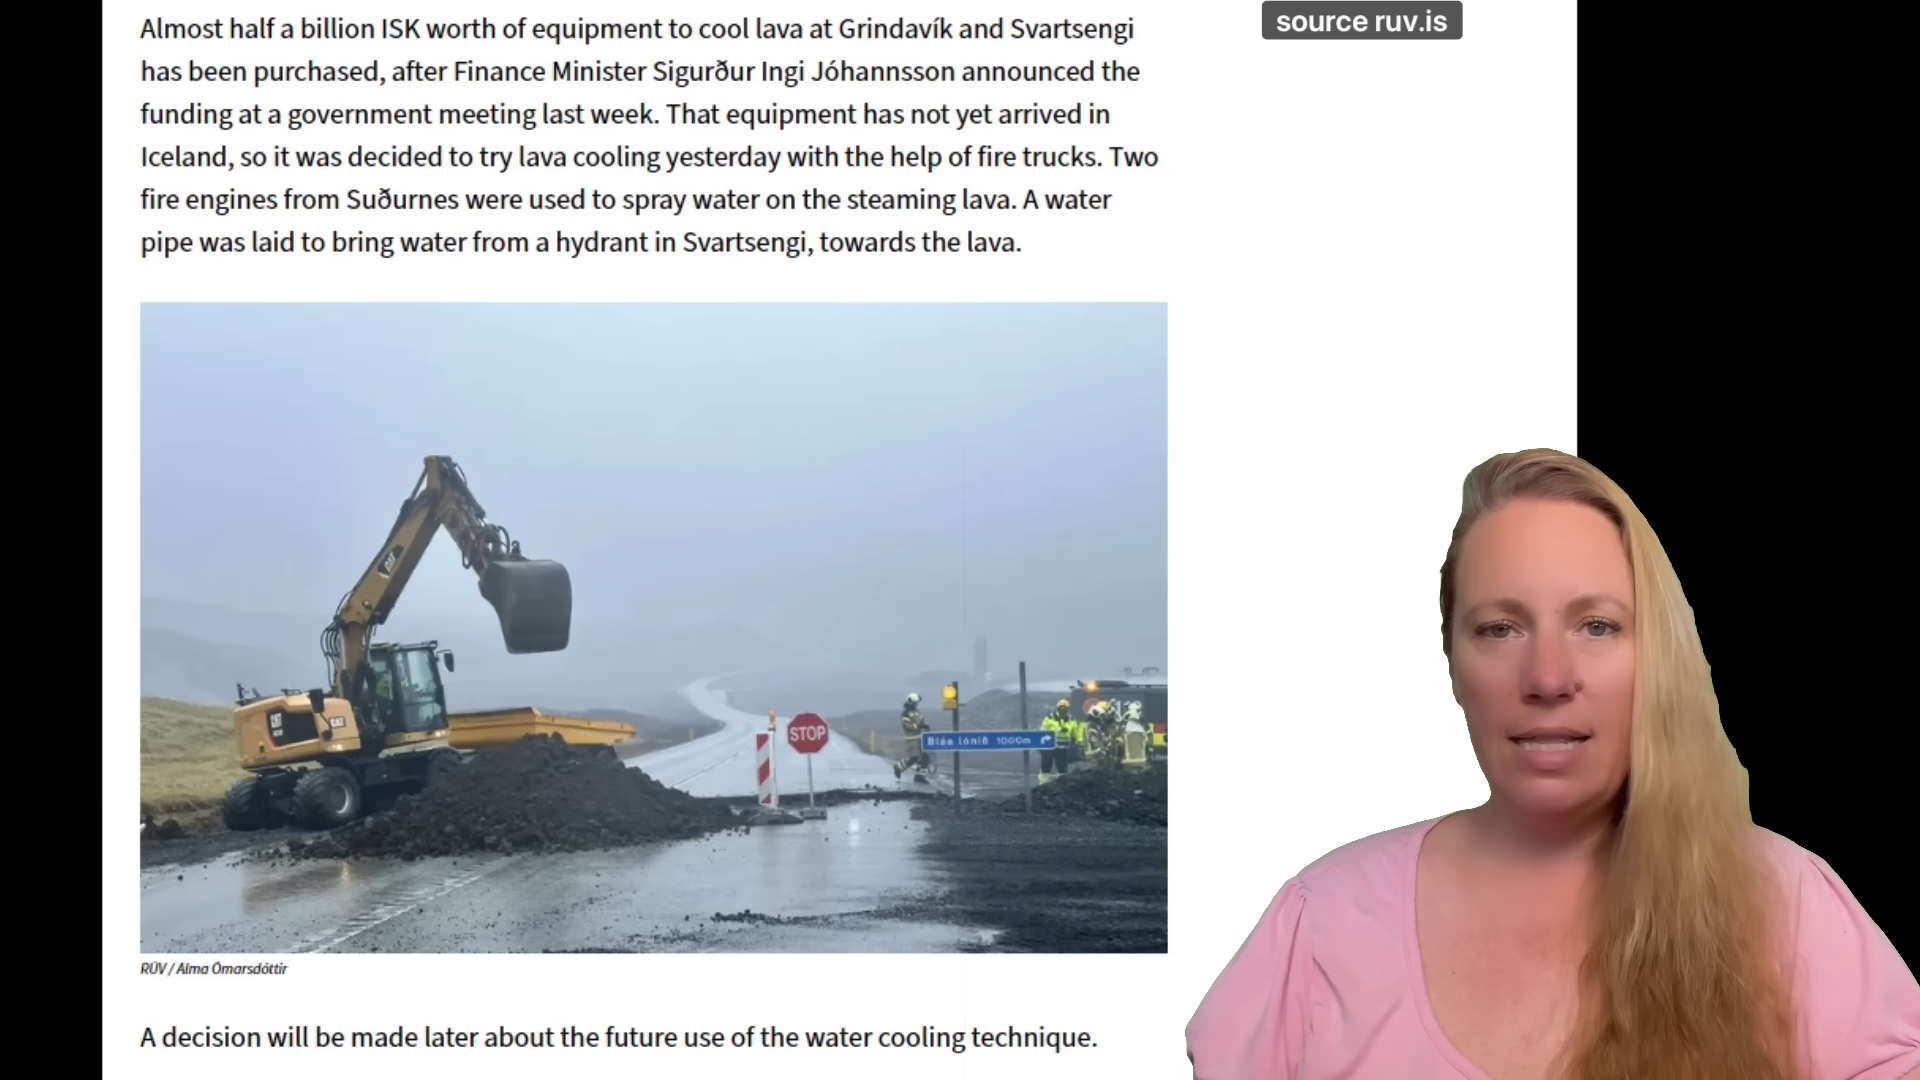 source ruv.is
Almost half a billion ISK worth of equipment to cool lava at Grindavík and Svartsengi
has been purchased, after Finance Minister Sigurður Ingi Jóhannsson announced the
funding at a government meeting last week. That equipment has not yet arrived in
Iceland, so it was decided to try lava cooling yesterday with the help of fire trucks. Two
fire engines from Suðurnes were used to spray water on the steaming lava. A water
pipe was laid to bring water from a hydrant in Svartsengi, towards the lava.
CAT
CAT
CAT
STOP
Bláa lónið 1000m
RÚV / Alma Ómarsdóttir
A decision will be made later about the future use of the water cooling technique.